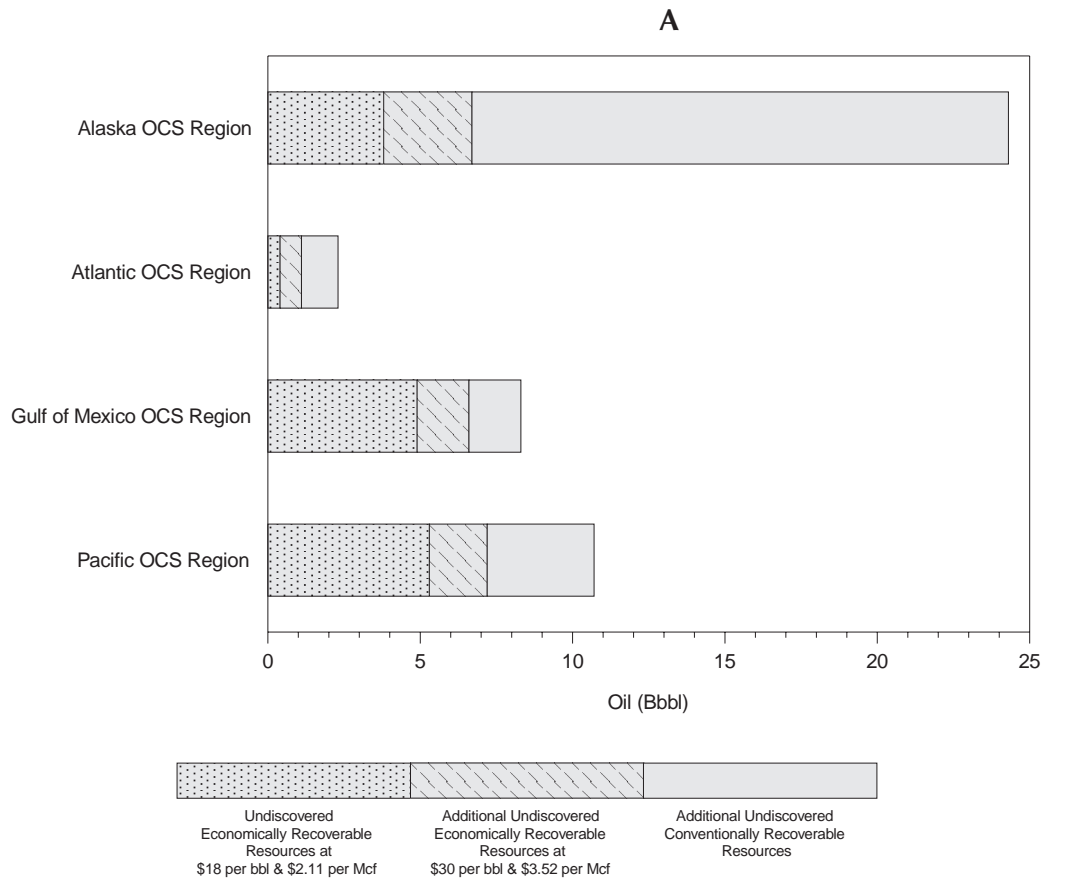 A
Alaska OCS Region
Atlantic OCS Region
Gulf of Mexico OCS Region
Pacific OCS Region
0 5 10 15 20 25
Oil (Bbbl)
Undiscovered
Economically Recoverable
Resources at
$18 per bbl & $2.11 per Mcf
Additional Undiscovered
Economically Recoverable
Resources at
$30 per bbl & $3.52 per Mcf
Additional Undiscovered
Conventionally Recoverable
Resources